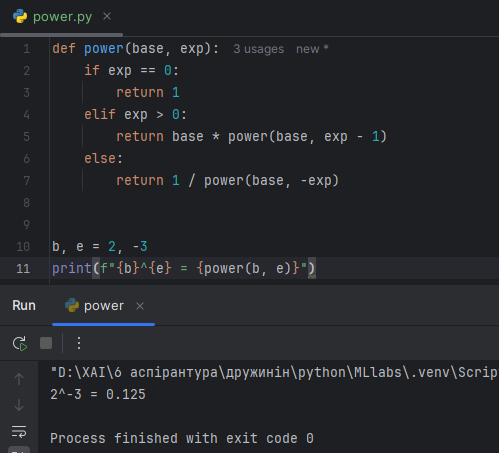 power.py
1 def power(base, exp): 3 usages new *
2     if exp == 0:
3         return 1
4     elif exp > 0:
5         return base * power(base, exp - 1)
6     else:
7         return 1 / power(base, -exp)
8
9
10 b, e = 2, -3
11 print(f"{b}^{e} = {power(b, e)}")
Run power
"D:\XAI\6 аспірантура\дружинін\python\MLlabs\.venv\Scrip
2^-3 = 0.125
Process finished with exit code 0